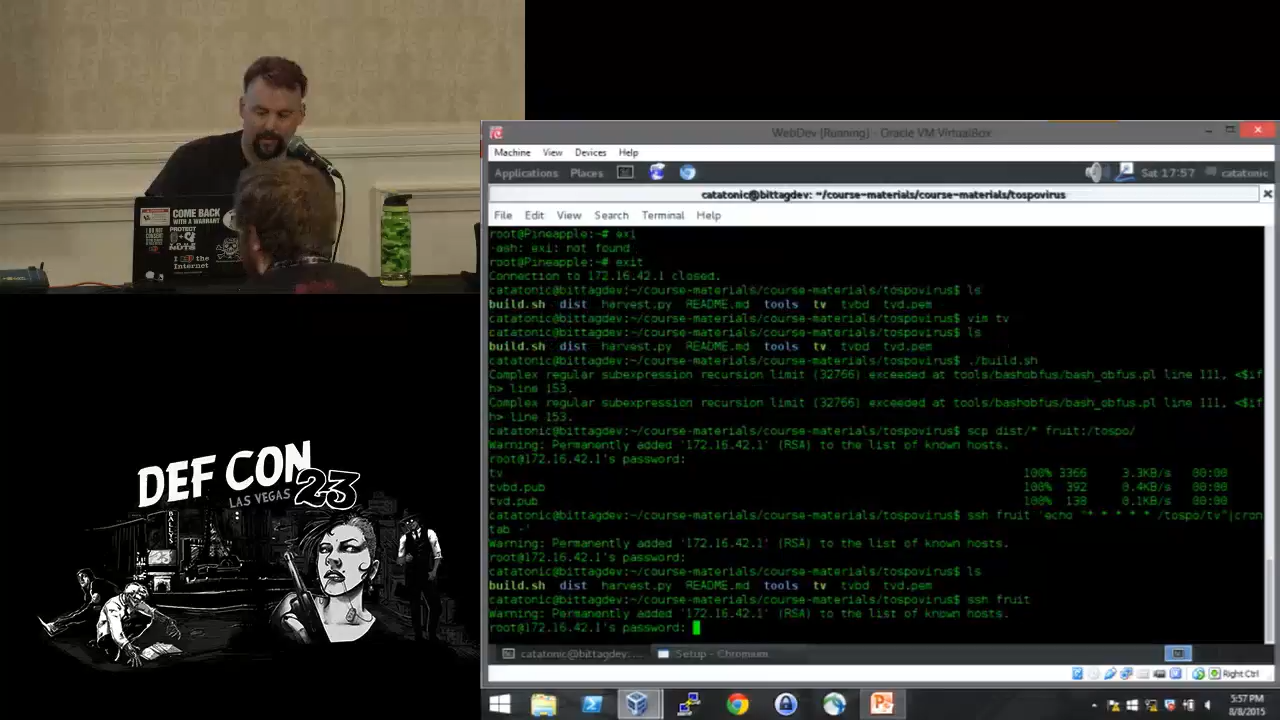 COME BACK
WITH A WARRANT
I DO NOT
CONSENT
PROTECT
YOUR
NUTS
I
the
Internet
DEF CON
LAS VEGAS 23
BALLY'S
23
WebDev [Running] - Oracle VM VirtualBox
Machine View Devices Help
Applications Places Sat 17:57 catatonic
catatonic@bittagdev: ~/course-materials/course-materials/tospovirus
File Edit View Search Terminal Help
root@Pineapple:~# exi
-ash: exi: not found
root@Pineapple:~# exit
Connection to 172.16.42.1 closed.
catatonic@bittagdev:~/course-materials/course-materials/tospovirus$ ls
build.sh dist harvest.py README.md tools tv tvbd tvd.pem
catatonic@bittagdev:~/course-materials/course-materials/tospovirus$ vim tv
catatonic@bittagdev:~/course-materials/course-materials/tospovirus$ ls
build.sh dist harvest.py README.md tools tv tvbd tvd.pem
catatonic@bittagdev:~/course-materials/course-materials/tospovirus$ ./build.sh
Complex regular subexpression recursion limit (32766) exceeded at tools/bashobfus/bash_obfus.pl line 111, <$if
h> line 153.
Complex regular subexpression recursion limit (32766) exceeded at tools/bashobfus/bash_obfus.pl line 111, <$if
h> line 153.
catatonic@bittagdev:~/course-materials/course-materials/tospovirus$ scp dist/* fruit:/tospo/
Warning: Permanently added '172.16.42.1' (RSA) to the list of known hosts.
root@172.16.42.1's password:
tv 100% 3366 3.3KB/s 00:00
tvbd.pub 100% 392 0.4KB/s 00:00
tvd.pub 100% 138 0.1KB/s 00:00
catatonic@bittagdev:~/course-materials/course-materials/tospovirus$ ssh fruit 'echo "* * * * * /tospo/tv"|cron
tab -'
Warning: Permanently added '172.16.42.1' (RSA) to the list of known hosts.
root@172.16.42.1's password:
catatonic@bittagdev:~/course-materials/course-materials/tospovirus$ ls
build.sh dist harvest.py README.md tools tv tvbd tvd.pem
catatonic@bittagdev:~/course-materials/course-materials/tospovirus$ ssh fruit
Warning: Permanently added '172.16.42.1' (RSA) to the list of known hosts.
root@172.16.42.1's password:
catatonic@bittagdev:... Setup - Chromium
Right Ctrl
5:57 PM
8/8/2015